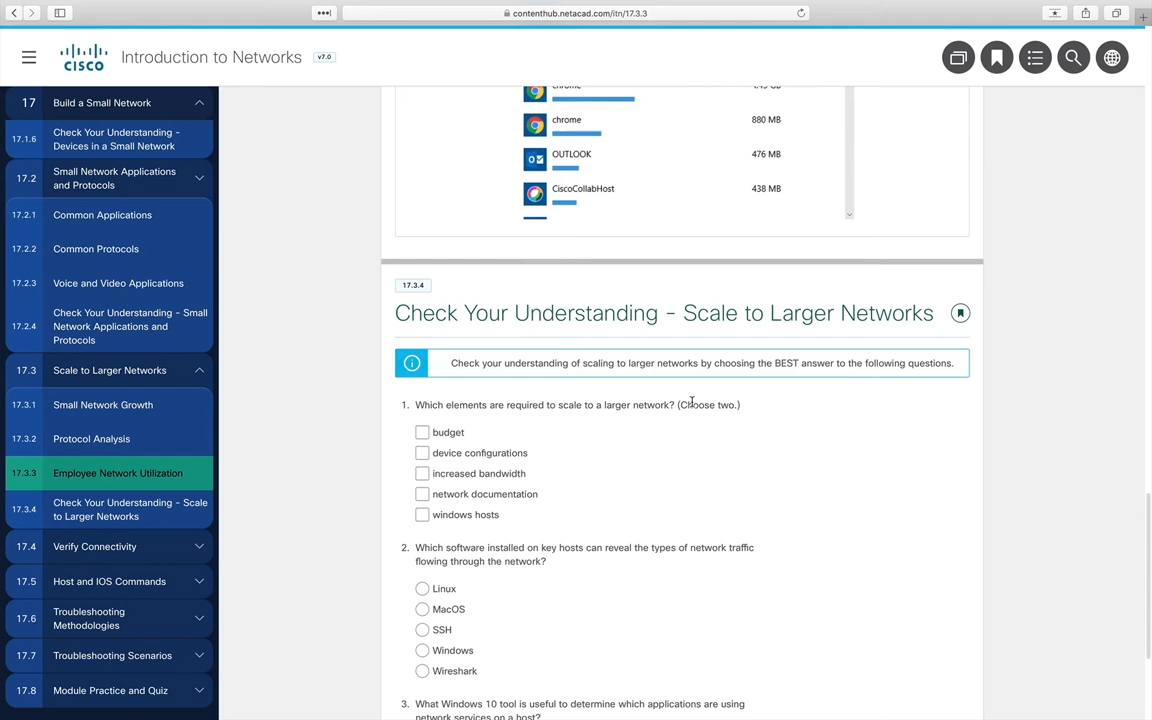 contenthub.netacad.com/itn/17.3.3
CISCO
Introduction to Networks
v7.0
17
Build a Small Network
17.1.6
Check Your Understanding -
Devices in a Small Network
17.2
Small Network Applications
and Protocols
17.2.1
Common Applications
17.2.2
Common Protocols
17.2.3
Voice and Video Applications
17.2.4
Check Your Understanding - Small
Network Applications and
Protocols
17.3
Scale to Larger Networks
17.3.1
Small Network Growth
17.3.2
Protocol Analysis
17.3.3
Employee Network Utilization
17.3.4
Check Your Understanding - Scale
to Larger Networks
17.4
Verify Connectivity
17.5
Host and IOS Commands
17.6
Troubleshooting
Methodologies
17.7
Troubleshooting Scenarios
17.8
Module Practice and Quiz
chrome
chrome 880 MB
OUTLOOK 476 MB
CiscoCollabHost 438 MB
17.3.4
Check Your Understanding - Scale to Larger Networks
Check your understanding of scaling to larger networks by choosing the BEST answer to the following questions.
1. Which elements are required to scale to a larger network? (Choose two.)
budget
device configurations
increased bandwidth
network documentation
windows hosts
2. Which software installed on key hosts can reveal the types of network traffic
flowing through the network?
Linux
MacOS
SSH
Windows
Wireshark
3. What Windows 10 tool is useful to determine which applications are using
network services on a host?